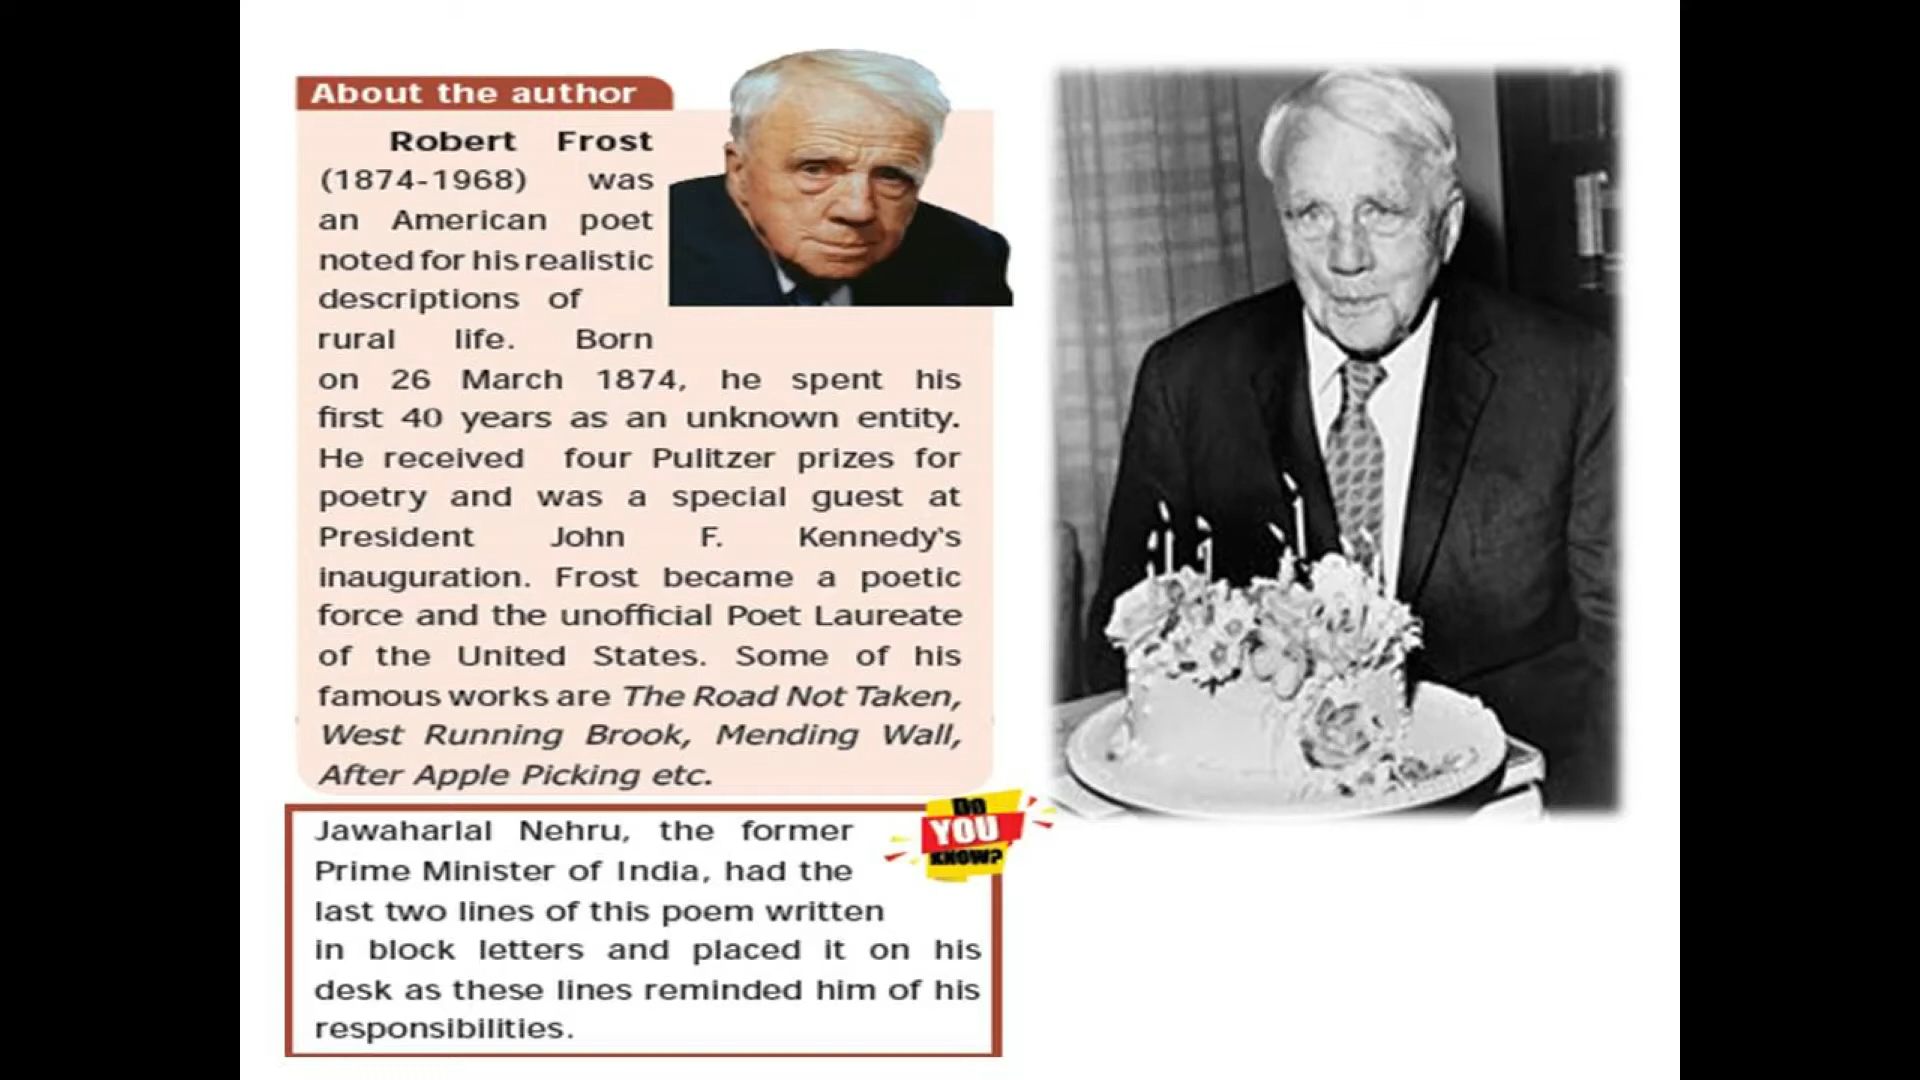 About the author
Robert Frost
(1874-1968) was
an American poet
noted for his realistic
descriptions of
rural life. Born
on 26 March 1874, he spent his
first 40 years as an unknown entity.
He received four Pulitzer prizes for
poetry and was a special guest at
President John F. Kennedy's
inauguration. Frost became a poetic
force and the unofficial Poet Laureate
of the United States. Some of his
famous works are The Road Not Taken,
West Running Brook, Mending Wall,
After Apple Picking etc.
Do
YOU
KNOW?
Jawaharlal Nehru, the former
Prime Minister of India, had the
last two lines of this poem written
in block letters and placed it on his
desk as these lines reminded him of his
responsibilities.